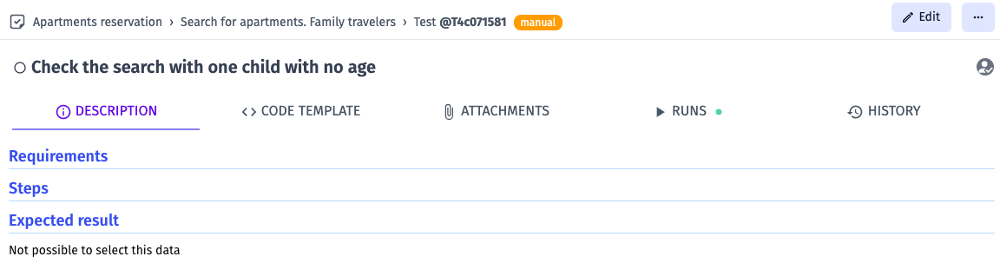 Apartments reservation › Search for apartments. Family travelers › Test @T4c071581 manual
Edit
Check the search with one child with no age
DESCRIPTION
CODE TEMPLATE
ATTACHMENTS
RUNS
HISTORY
Requirements
Steps
Expected result
Not possible to select this data